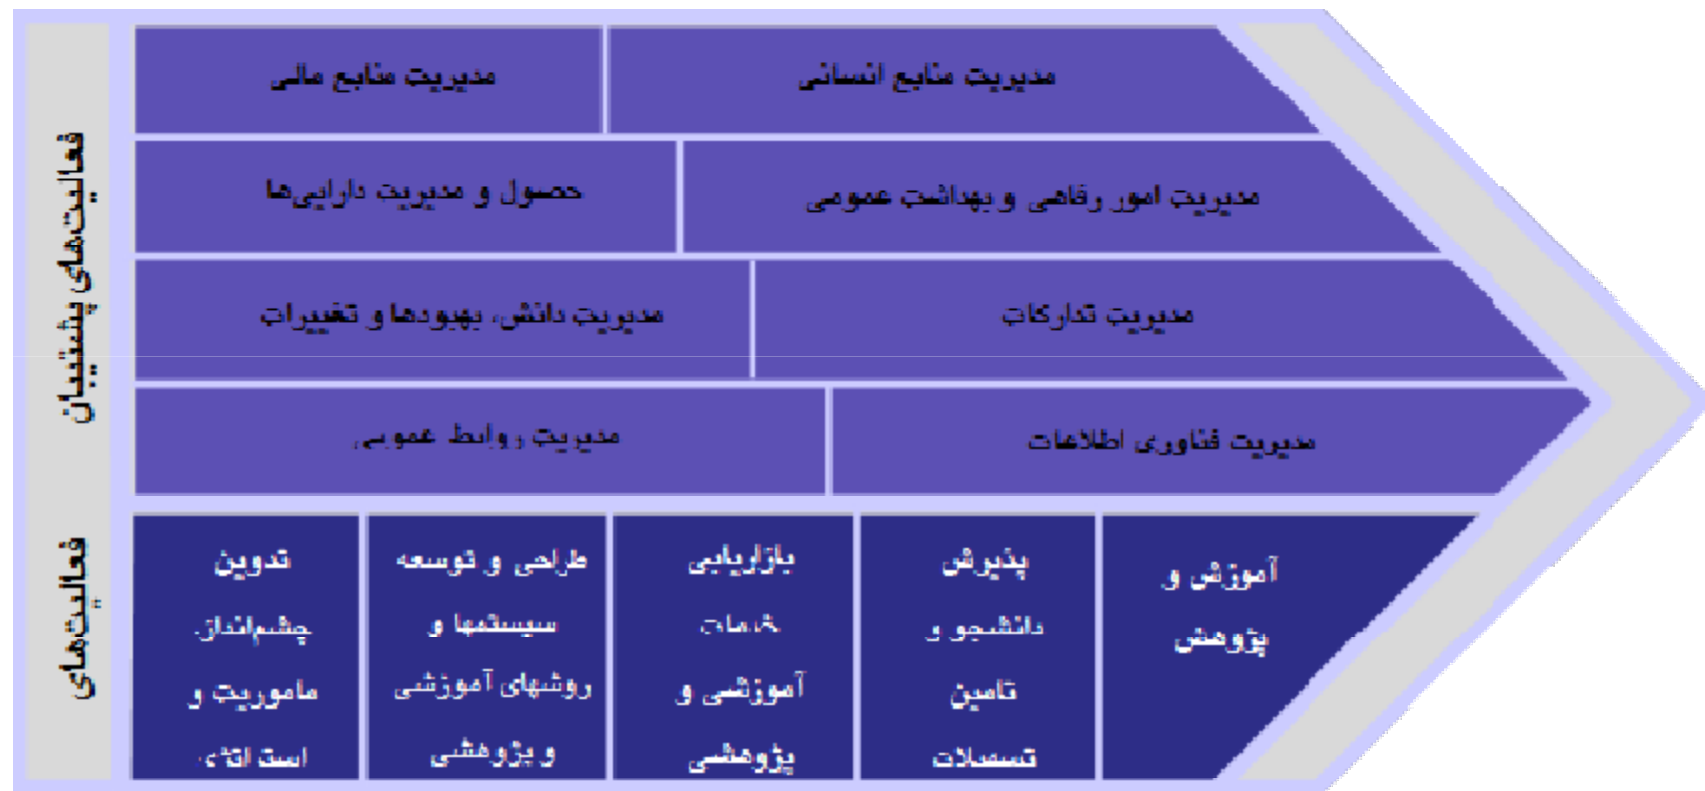 فعالیت‌های پشتیبان
مدیریت منابع مالی
مدیریت منابع انسانی
حصول و مدیریت دارایی‌ها
مدیریت امور رفاهی و بهداشت عمومی
مدیریت دانش، بهبودها و تغییرات
مدیریت تدارکات
مدیریت روابط عمومی
مدیریت فناوری اطلاعات
فعالیت‌های
تدوین
چشم‌انداز،
ماموریت و
استراتژی
طراحی و توسعه
سیستمها و
روشهای آموزشی
و پژوهشی
بازاریابی
خدمات
آموزشی و
پژوهشی
پذیرش
دانشجو و
تامین
تسهیلات
آموزش و
پژوهش